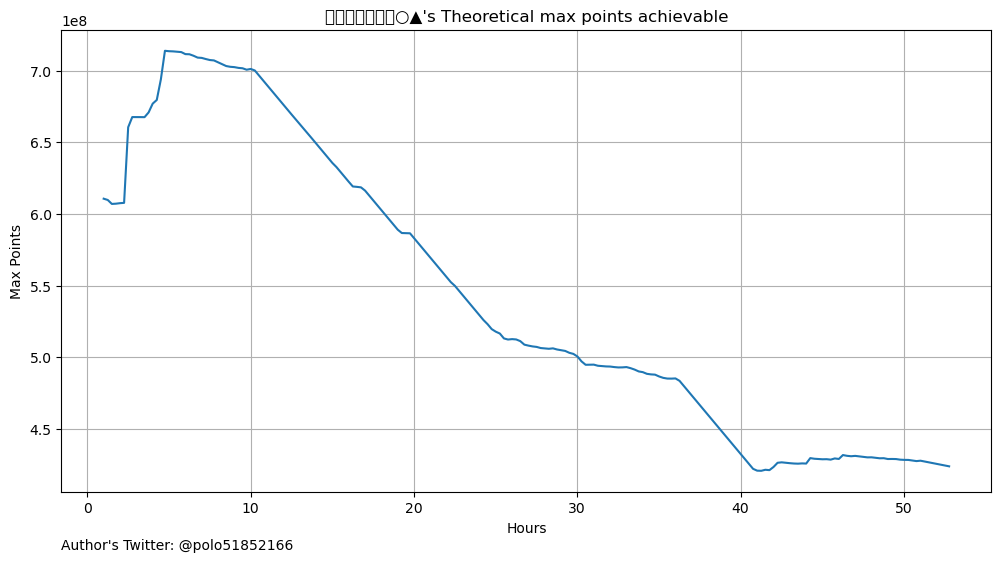 1e8
○▲'s Theoretical max points achievable
7.0
6.5
6.0
5.5
5.0
4.5
Max Points
0 10 20 30 40 50
Hours
Author's Twitter: @polo51852166